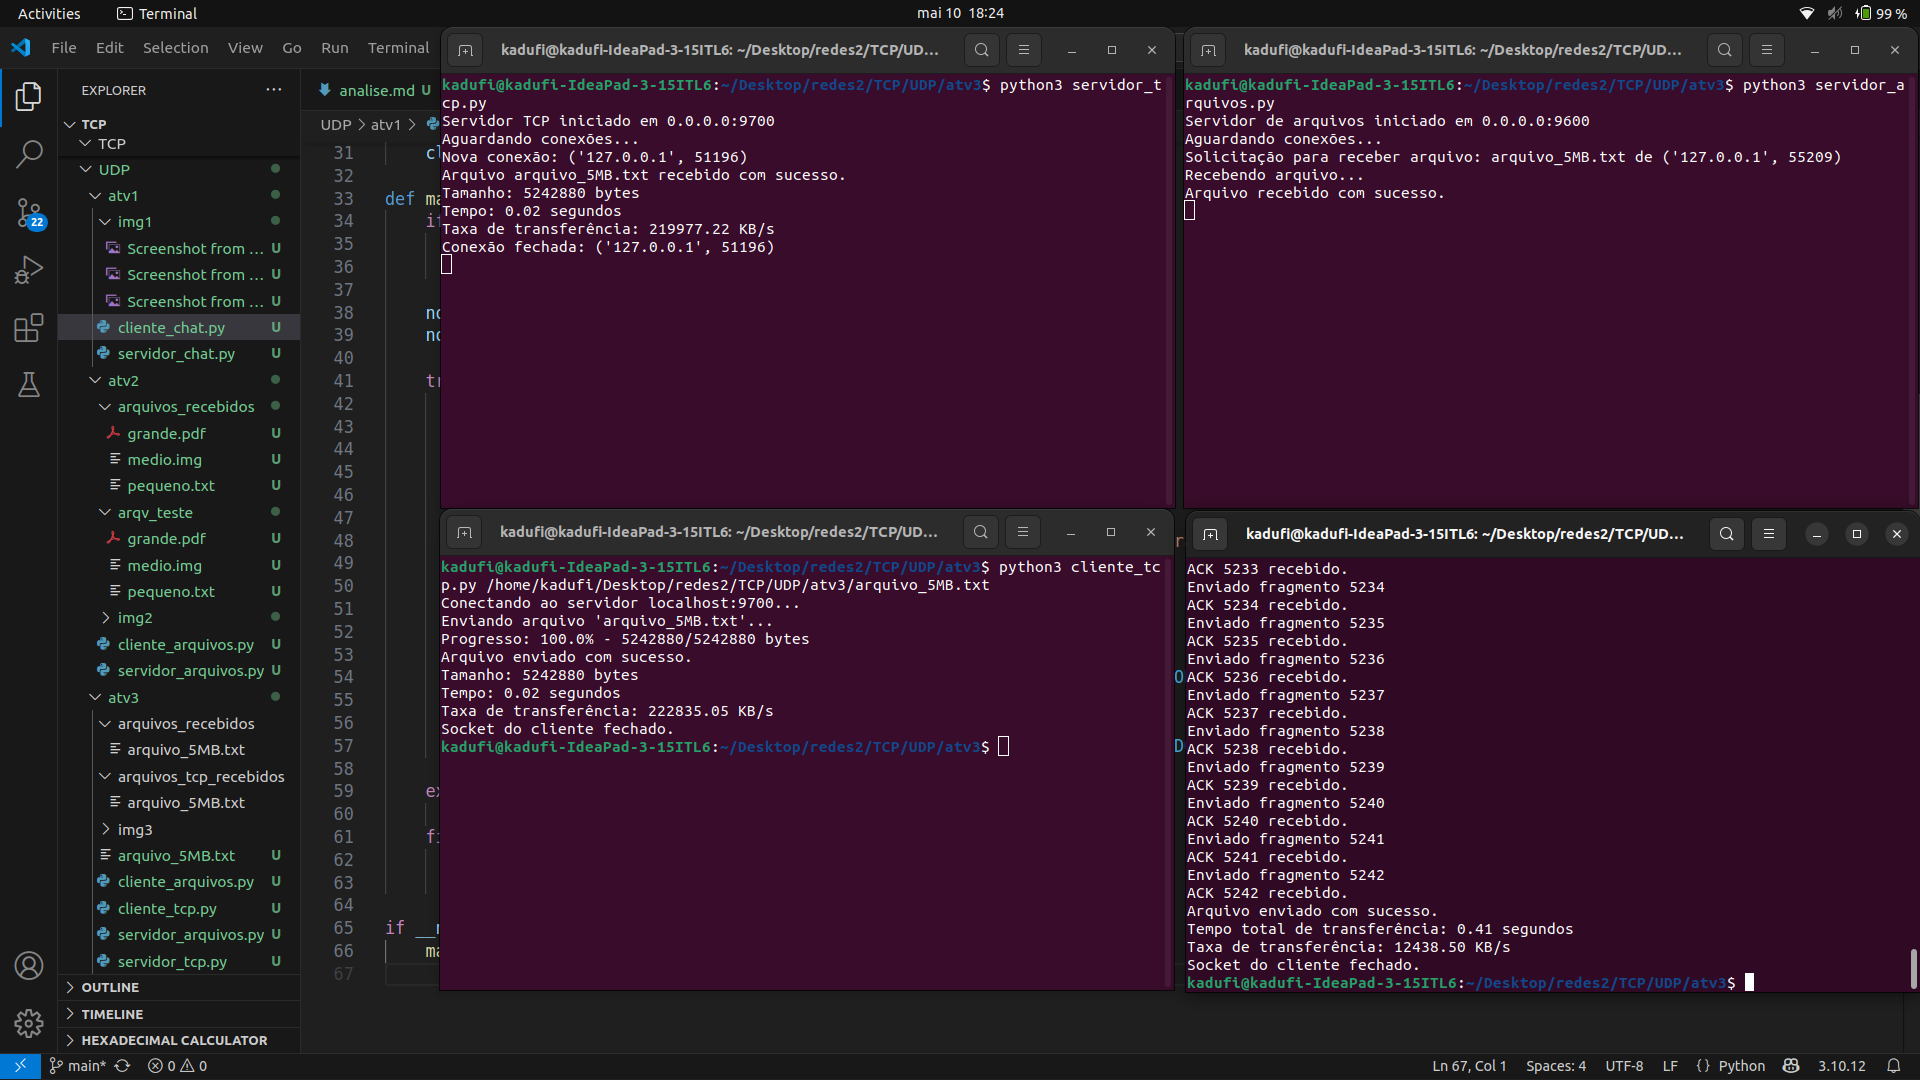 Activities
Terminal
mai 10 18:24
99 %
File Edit Selection View Go Run Terminal
EXPLORER
TCP
TCP
UDP
atv1
img1
Screenshot from ... U
Screenshot from ... U
Screenshot from ... U
cliente_chat.py U
servidor_chat.py U
atv2
arquivos_recebidos
grande.pdf U
medio.img U
pequeno.txt U
arqv_teste
grande.pdf U
medio.img U
pequeno.txt U
img2
cliente_arquivos.py U
servidor_arquivos.py U
atv3
arquivos_recebidos
arquivo_5MB.txt
arquivos_tcp_recebidos
arquivo_5MB.txt
img3
arquivo_5MB.txt U
cliente_arquivos.py U
cliente_tcp.py U
servidor_arquivos.py U
servidor_tcp.py U
OUTLINE
TIMELINE
HEXADECIMAL CALCULATOR
22
analise.md U
UDP > atv1 >
31 cl
32
33 def ma
34 if
35
36
37
38 no
39 no
40
41 tr
42
43
44
45
46
47
48
49
50
51
52
53
54
55
56
57
58
59 ex
60
61 fi
62
63
64
65 if __n
66 ma
67
kadufi@kadufi-IdeaPad-3-15ITL6: ~/Desktop/redes2/TCP/UD...
kadufi@kadufi-IdeaPad-3-15ITL6:~/Desktop/redes2/TCP/UDP/atv3$ python3 servidor_t
cp.py
Servidor TCP iniciado em 0.0.0.0:9700
Aguardando conexões...
Nova conexão: ('127.0.0.1', 51196)
Arquivo arquivo_5MB.txt recebido com sucesso.
Tamanho: 5242880 bytes
Tempo: 0.02 segundos
Taxa de transferência: 219977.22 KB/s
Conexão fechada: ('127.0.0.1', 51196)
kadufi@kadufi-IdeaPad-3-15ITL6: ~/Desktop/redes2/TCP/UD...
kadufi@kadufi-IdeaPad-3-15ITL6:~/Desktop/redes2/TCP/UDP/atv3$ python3 servidor_a
rquivos.py
Servidor de arquivos iniciado em 0.0.0.0:9600
Aguardando conexões...
Solicitação para receber arquivo: arquivo_5MB.txt de ('127.0.0.1', 55209)
Recebendo arquivo...
Arquivo recebido com sucesso.
kadufi@kadufi-IdeaPad-3-15ITL6: ~/Desktop/redes2/TCP/UD...
kadufi@kadufi-IdeaPad-3-15ITL6:~/Desktop/redes2/TCP/UDP/atv3$ python3 cliente_tc
p.py /home/kadufi/Desktop/redes2/TCP/UDP/atv3/arquivo_5MB.txt
Conectando ao servidor localhost:9700...
Enviando arquivo 'arquivo_5MB.txt'...
Progresso: 100.0% - 5242880/5242880 bytes
Arquivo enviado com sucesso.
Tamanho: 5242880 bytes
Tempo: 0.02 segundos
Taxa de transferência: 222835.05 KB/s
Socket do cliente fechado.
kadufi@kadufi-IdeaPad-3-15ITL6:~/Desktop/redes2/TCP/UDP/atv3$
r
O
D
kadufi@kadufi-IdeaPad-3-15ITL6: ~/Desktop/redes2/TCP/UD...
ACK 5233 recebido.
Enviado fragmento 5234
ACK 5234 recebido.
Enviado fragmento 5235
ACK 5235 recebido.
Enviado fragmento 5236
ACK 5236 recebido.
Enviado fragmento 5237
ACK 5237 recebido.
Enviado fragmento 5238
ACK 5238 recebido.
Enviado fragmento 5239
ACK 5239 recebido.
Enviado fragmento 5240
ACK 5240 recebido.
Enviado fragmento 5241
ACK 5241 recebido.
Enviado fragmento 5242
ACK 5242 recebido.
Arquivo enviado com sucesso.
Tempo total de transferência: 0.41 segundos
Taxa de transferência: 12438.50 KB/s
Socket do cliente fechado.
kadufi@kadufi-IdeaPad-3-15ITL6:~/Desktop/redes2/TCP/UDP/atv3$
main* 0 0
Ln 67, Col 1 Spaces: 4 UTF-8 LF {} Python 3.10.12